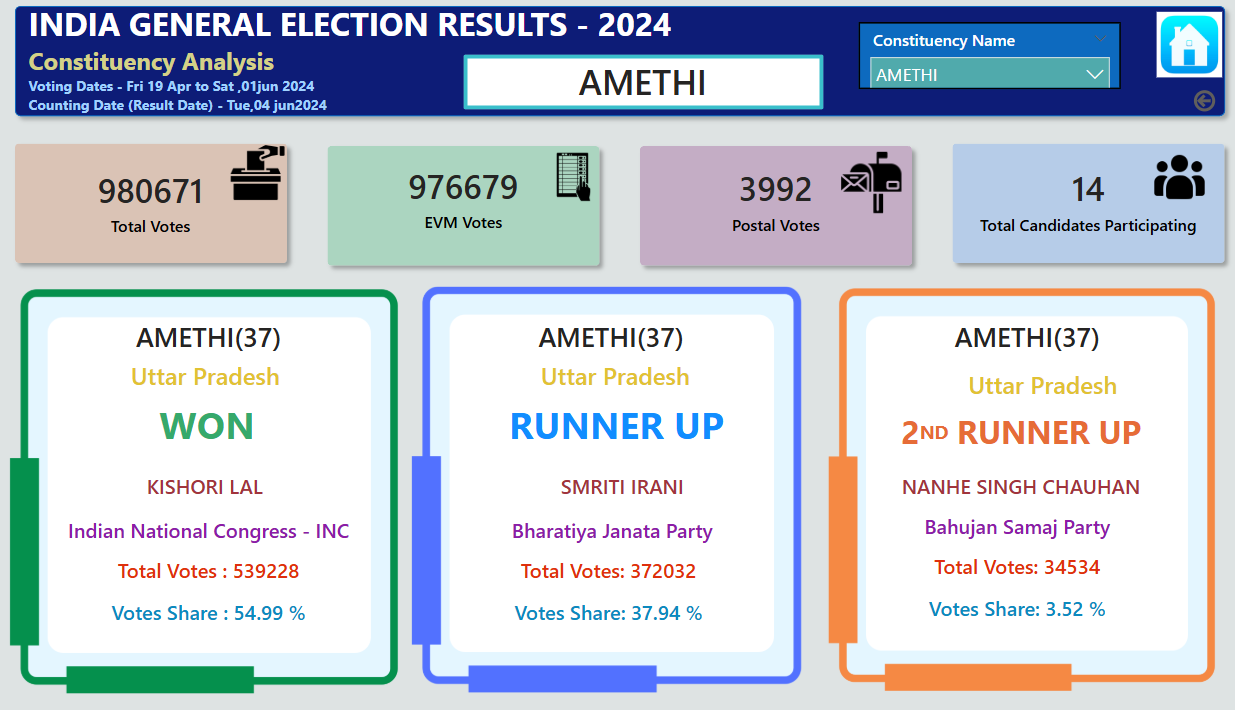 INDIA GENERAL ELECTION RESULTS - 2024
Constituency Analysis
Voting Dates - Fri 19 Apr to Sat ,01jun 2024
Counting Date (Result Date) - Tue,04 jun2024
AMETHI
Constituency Name
AMETHI
980671
Total Votes
976679
EVM Votes
3992
Postal Votes
14
Total Candidates Participating
AMETHI(37)
Uttar Pradesh
WON
KISHORI LAL
Indian National Congress - INC
Total Votes : 539228
Votes Share : 54.99 %
AMETHI(37)
Uttar Pradesh
RUNNER UP
SMRITI IRANI
Bharatiya Janata Party
Total Votes: 372032
Votes Share: 37.94 %
AMETHI(37)
Uttar Pradesh
2ND RUNNER UP
NANHE SINGH CHAUHAN
Bahujan Samaj Party
Total Votes: 34534
Votes Share: 3.52 %